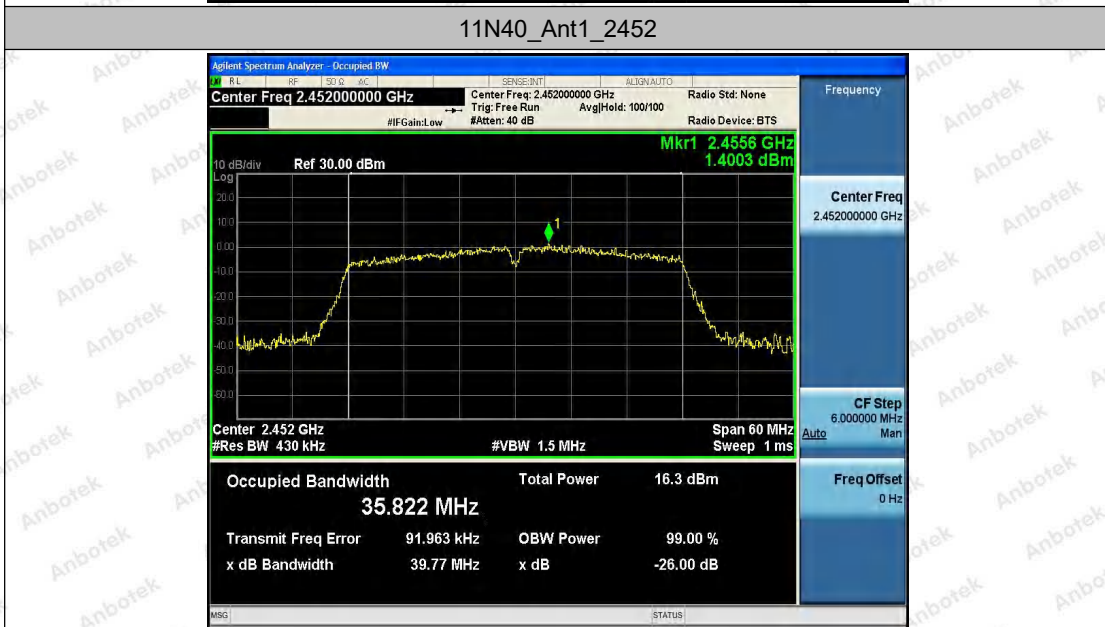 11N40_Ant1_2452
Agilent Spectrum Analyzer - Occupied BW
LXI RL RF 50 Ω AC SENSE:INT ALIGN AUTO
Center Freq 2.452000000 GHz
Center Freq: 2.452000000 GHz
Radio Std: None
Trig: Free Run Avg|Hold: 100/100
#IFGain:Low #Atten: 40 dB Radio Device: BTS
Mkr1 2.4556 GHz
1.4003 dBm
10 dB/div Ref 30.00 dBm
Log
20.0
10.0
0.00
-10.0
-20.0
-30.0
-40.0
-50.0
-60.0
1
Center 2.452 GHz Span 60 MHz
#Res BW 430 kHz #VBW 1.5 MHz Sweep 1 ms
Occupied Bandwidth Total Power 16.3 dBm
35.822 MHz
Transmit Freq Error 91.963 kHz OBW Power 99.00 %
x dB Bandwidth 39.77 MHz x dB -26.00 dB
MSG STATUS
Frequency
Center Freq
2.452000000 GHz
CF Step
6.000000 MHz
Auto Man
Freq Offset
0 Hz
Anbotek